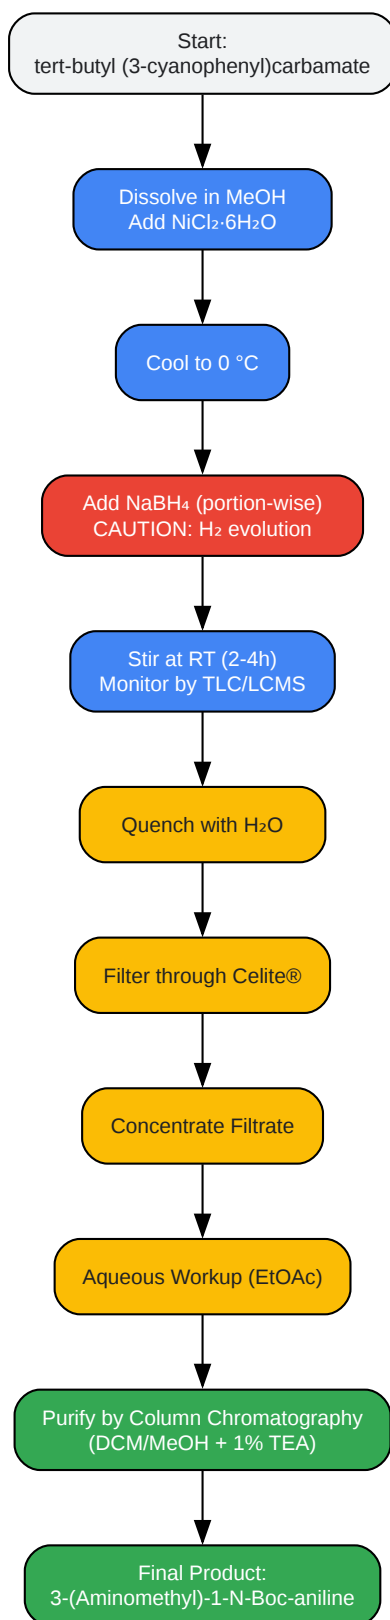 Start:
tert-butyl (3-cyanophenyl)carbamate
Dissolve in MeOH
Add NiCl₂·6H₂O
Cool to 0 °C
Add NaBH₄ (portion-wise)
CAUTION: H₂ evolution
Stir at RT (2-4h)
Monitor by TLC/LCMS
Quench with H₂O
Filter through Celite®
Concentrate Filtrate
Aqueous Workup (EtOAc)
Purify by Column Chromatography
(DCM/MeOH + 1% TEA)
Final Product:
3-(Aminomethyl)-1-N-Boc-aniline